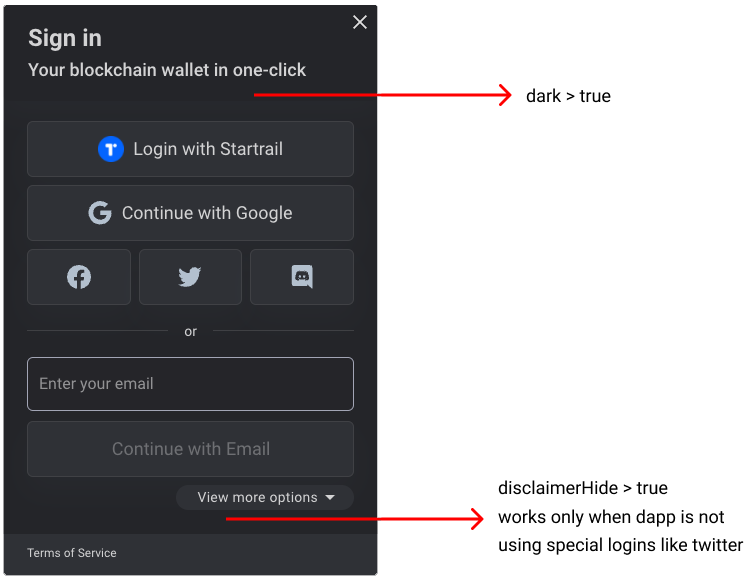 Sign in
Your blockchain wallet in one-click
dark > true
Login with Startrail
Continue with Google
or
Enter your email
Continue with Email
View more options
disclaimerHide > true
works only when dapp is not
using special logins like twitter
Terms of Service